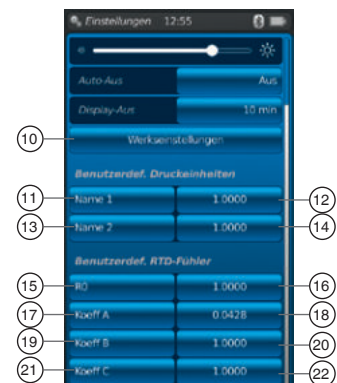 Einstellungen 12:55
Auto-Aus Aus
Display-Aus 10 min
10 Werkseinstellungen
Benutzerdef. Druckeinheiten
11 Name 1 1.0000 12
13 Name 2 1.0000 14
Benutzerdef. RTD-Fühler
15 R0 1.0000 16
17 Koeff A 0.0428 18
19 Koeff B 1.0000 20
21 Koeff C 1.0000 22